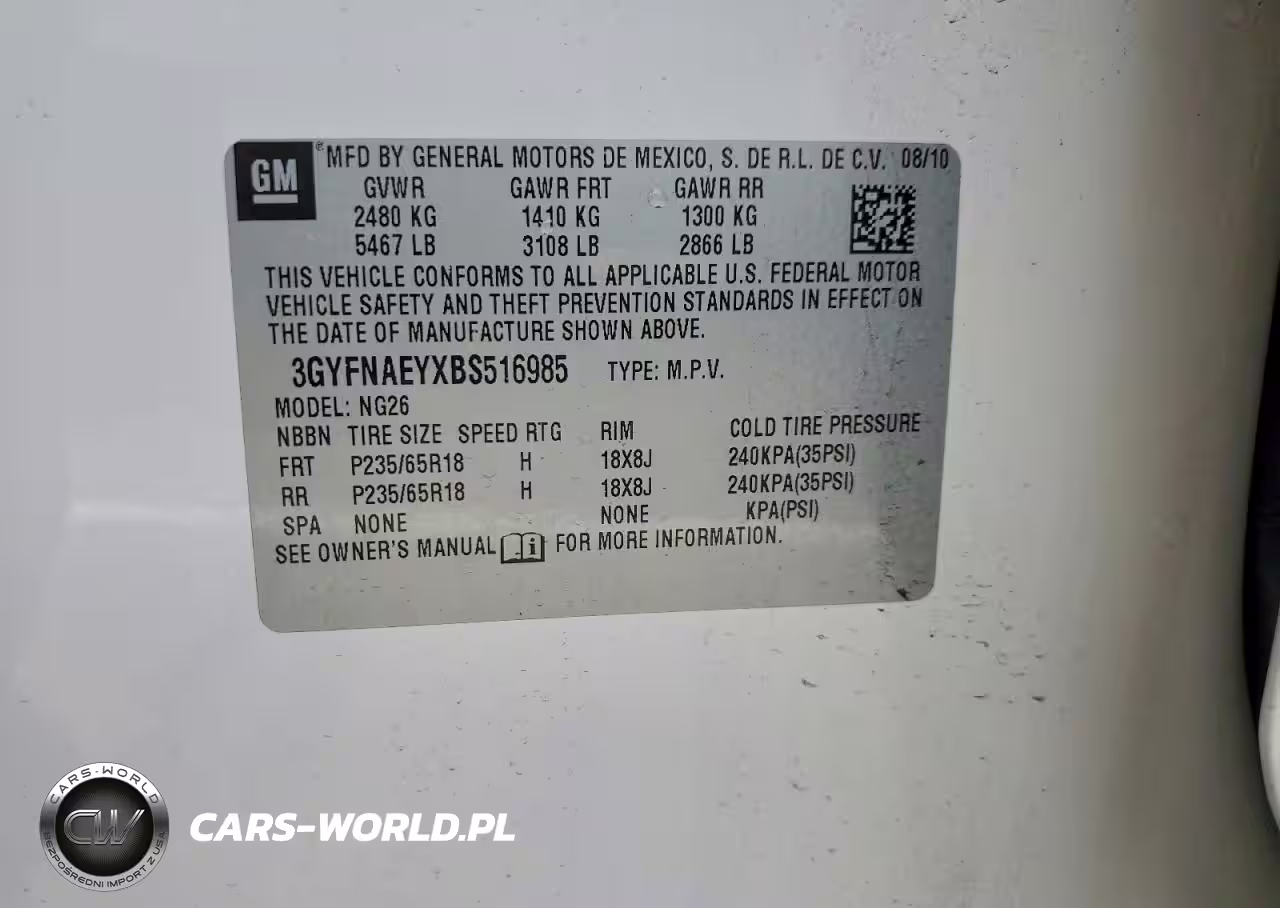 GM
® MFD BY GENERAL MOTORS DE MEXICO, S. DE R.L. DE C.V. 08/10
GVWR GAWR FRT GAWR RR
2480 KG 1410 KG 1300 KG
5467 LB 3108 LB 2866 LB
THIS VEHICLE CONFORMS TO ALL APPLICABLE U.S. FEDERAL MOTOR
VEHICLE SAFETY AND THEFT PREVENTION STANDARDS IN EFFECT ON
THE DATE OF MANUFACTURE SHOWN ABOVE.
3GYFNAEYXBS516985 TYPE: M.P.V.
MODEL: NG26
NBBN TIRE SIZE SPEED RTG RIM COLD TIRE PRESSURE
FRT P235/65R18 H 18X8J 240KPA(35PSI)
RR P235/65R18 H 18X8J 240KPA(35PSI)
SPA NONE NONE KPA(PSI)
SEE OWNER'S MANUAL i FOR MORE INFORMATION.
CARS-WORLD
CW
BEZPOŚREDNI IMPORT Z USA
CARS-WORLD.PL